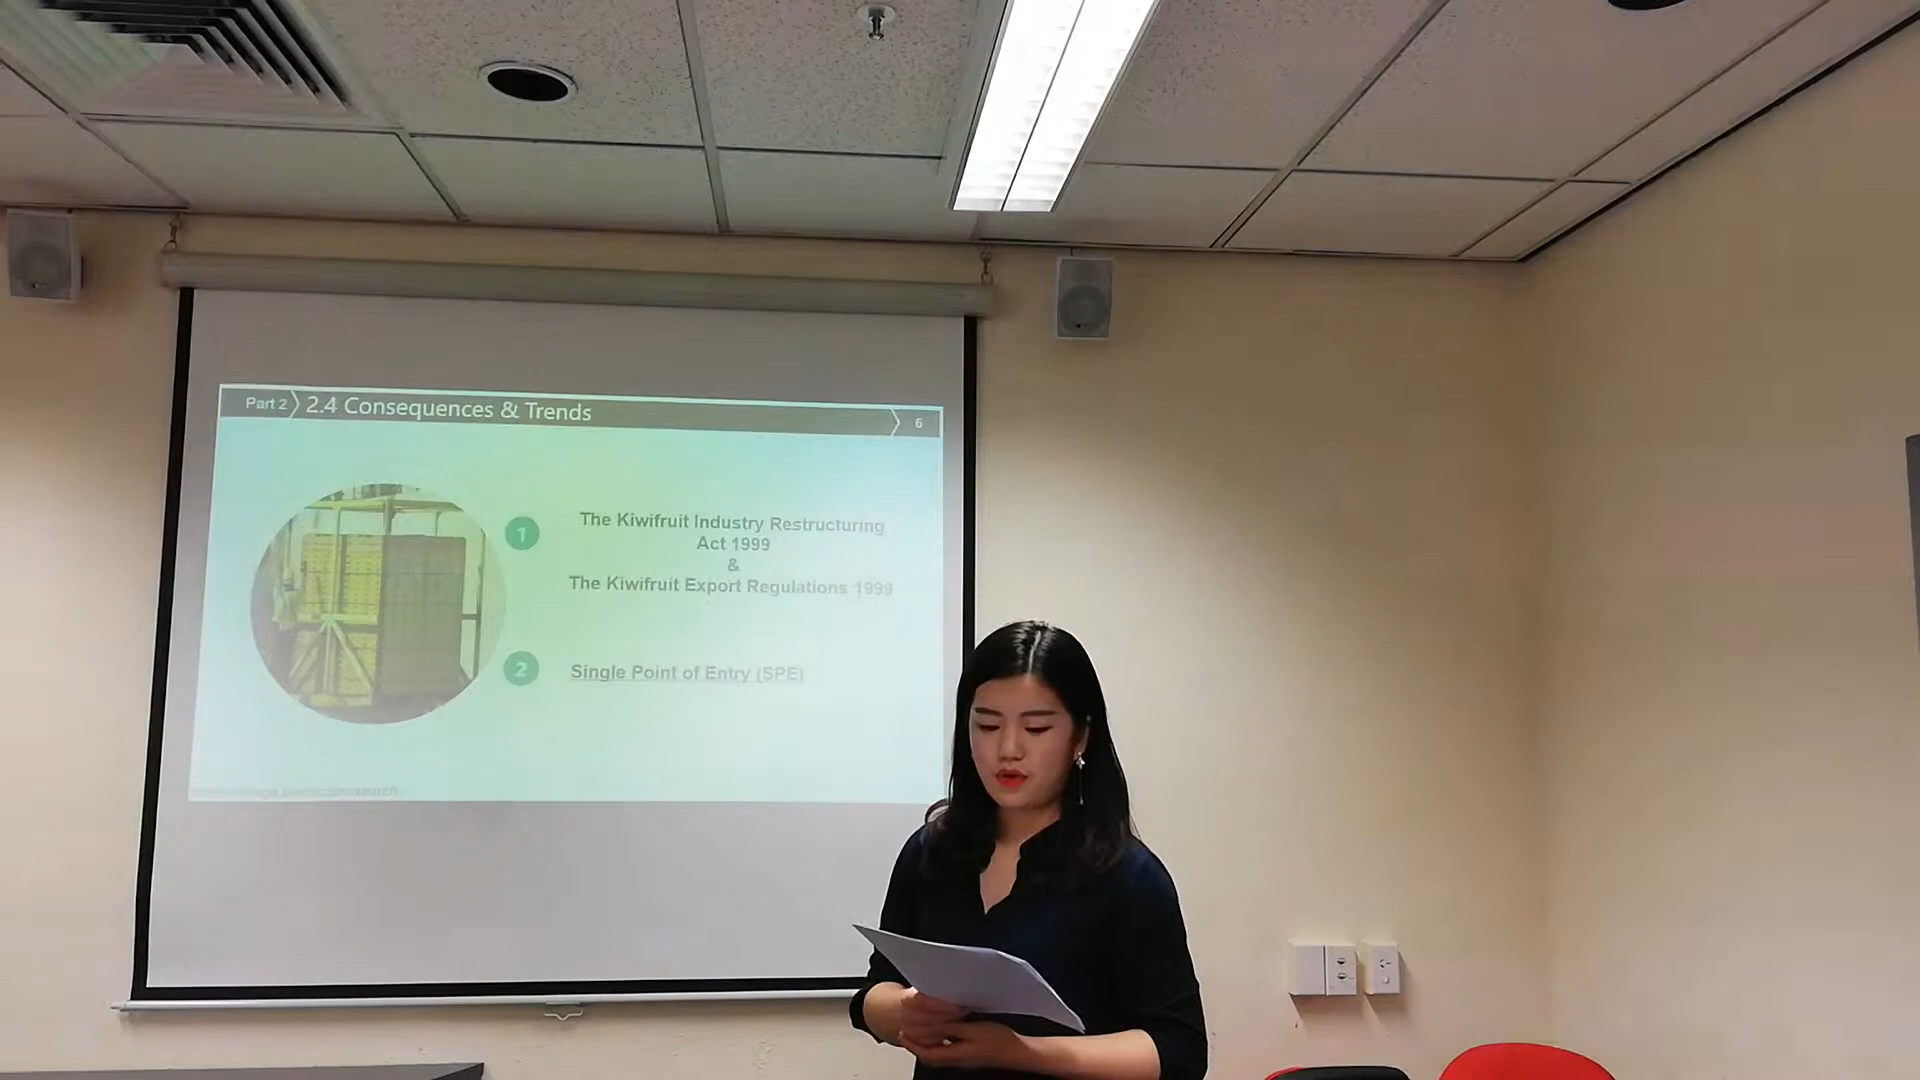 Part 2
2.4 Consequences & Trends
6
1
The Kiwifruit Industry Restructuring
Act 1999
&
The Kiwifruit Export Regulations 1999
2
Single Point of Entry (SPE)